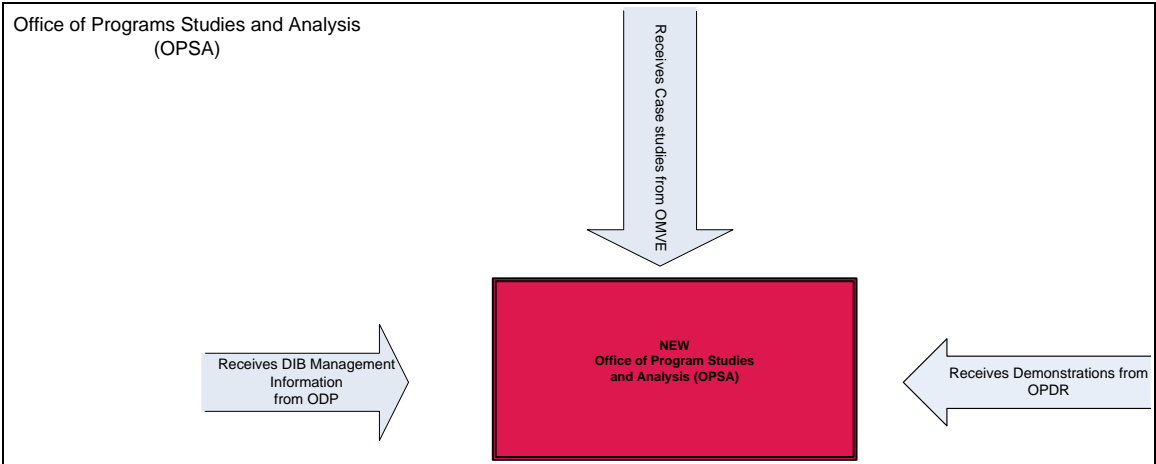 Office of Programs Studies and Analysis
(OPSA)
Receives Case studies from OMVE
NEW
Office of Program Studies
and Analysis (OPSA)
Receives DIB Management
Information
from ODP
Receives Demonstrations from
OPDR